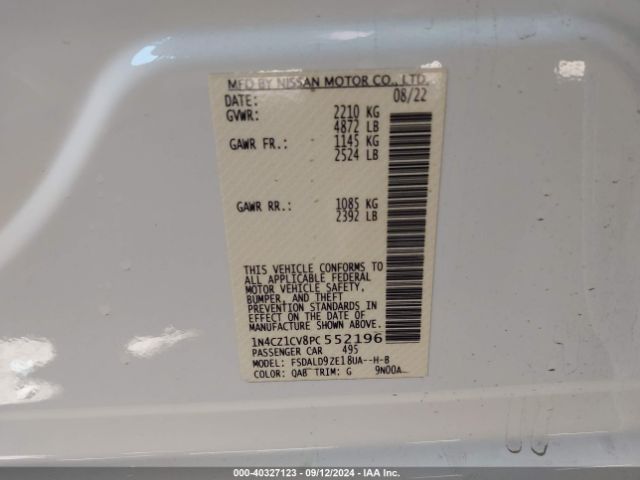 MFD BY NISSAN MOTOR CO., LTD.
DATE: 08/22
GVWR: 2210 KG
4872 LB
GAWR FR.: 1145 KG
2524 LB
GAWR RR.: 1085 KG
2392 LB
THIS VEHICLE CONFORMS TO
ALL APPLICABLE FEDERAL
MOTOR VEHICLE SAFETY,
BUMPER, AND THEFT
PREVENTION STANDARDS IN
EFFECT ON THE DATE OF
MANUFACTURE SHOWN ABOVE.
1N4CZ1CV8PC552196
PASSENGER CAR 495
MODEL: FSDALD9ZE18UA--H-B
COLOR: QAB TRIM: G 9N00A
000-40327123 - 09/12/2024 - IAA Inc.